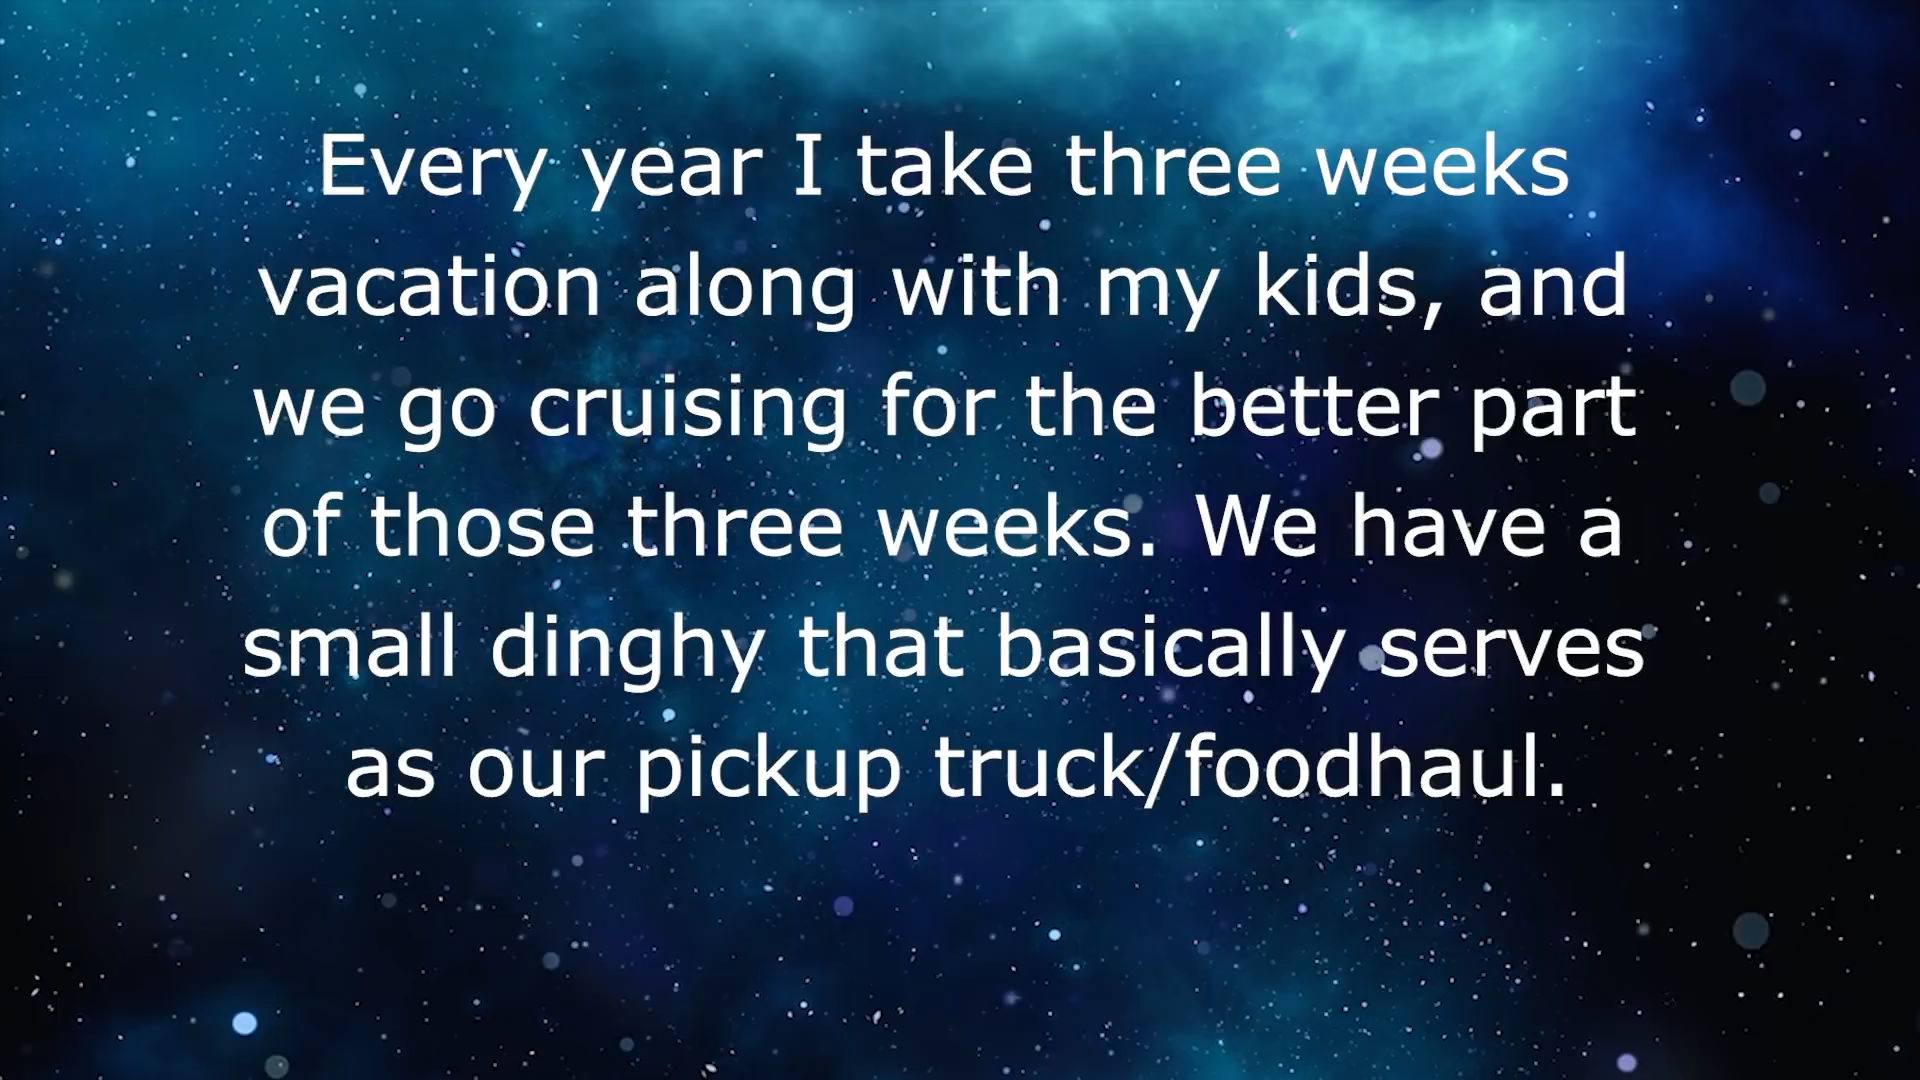 Every year I take three weeks
vacation along with my kids, and
we go cruising for the better part
of those three weeks. We have a
small dinghy that basically serves
as our pickup truck/foodhaul.